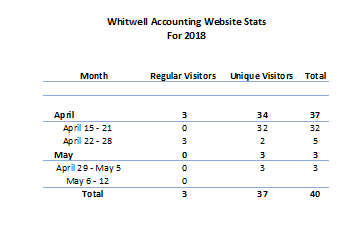 Whitwell Accounting Website Stats
For 2018
Month Regular Visitors Unique Visitors Total
April 3 34 37
April 15 - 21 0 32 32
April 22 - 28 3 2 5
May 0 3 3
April 29 - May 5 0 3 3
May 6 - 12 0
Total 3 37 40